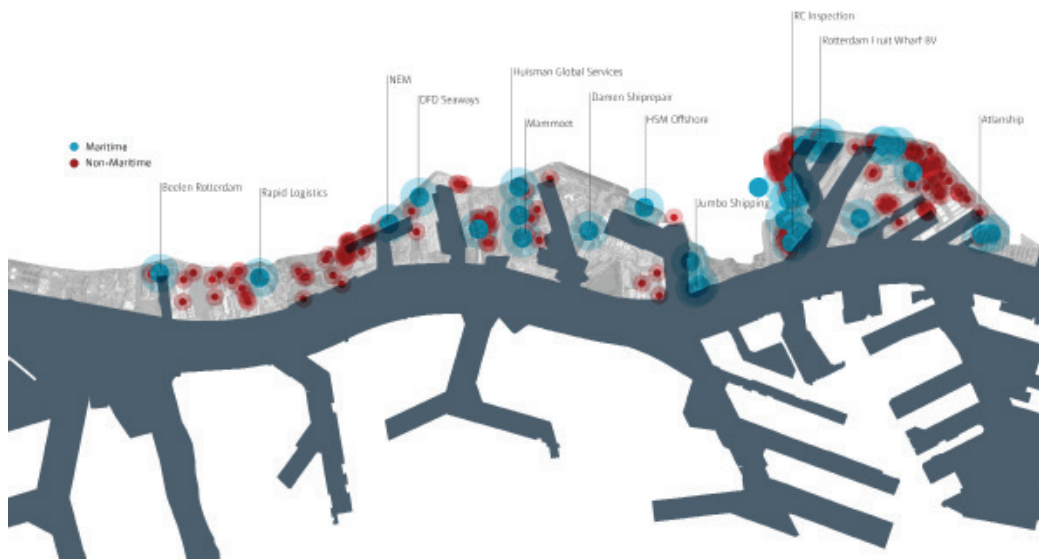 RC Inspection
Rotterdam Fruit Wharf BV
Huisman Global Services
NEM
Damen Shiprepair
DFD Seaways
Mammoet
HSM Offshore
Atlanship
Maritime
Non-Maritime
Beelen Rotterdam
Rapid Logistics
Jumbo Shipping